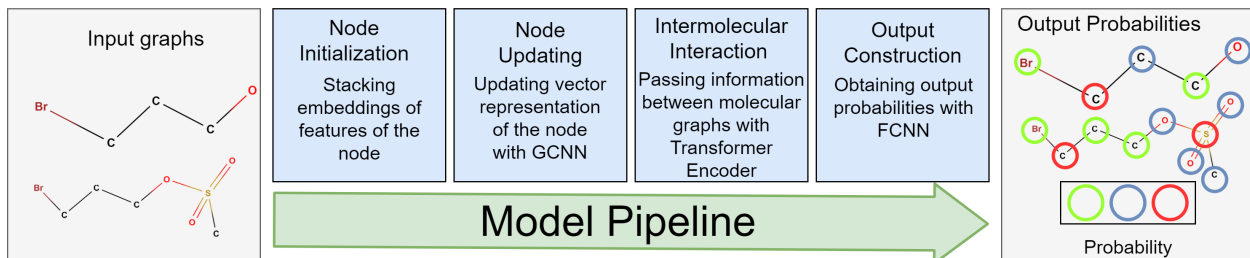 Input graphs
Br
C
C
C
O
Br
C
C
C
O
S
O
O
C
Node
Initialization
Stacking
embeddings of
features of the
node
Node
Updating
Updating vector
representation
of the node
with GCNN
Intermolecular
Interaction
Passing information
between molecular
graphs with
Transformer
Encoder
Output
Construction
Obtaining output
probabilities with
FCNN
Model Pipeline
Output Probabilities
Br
C
C
C
O
Br
C
C
C
O
S
O
O
C
Probability